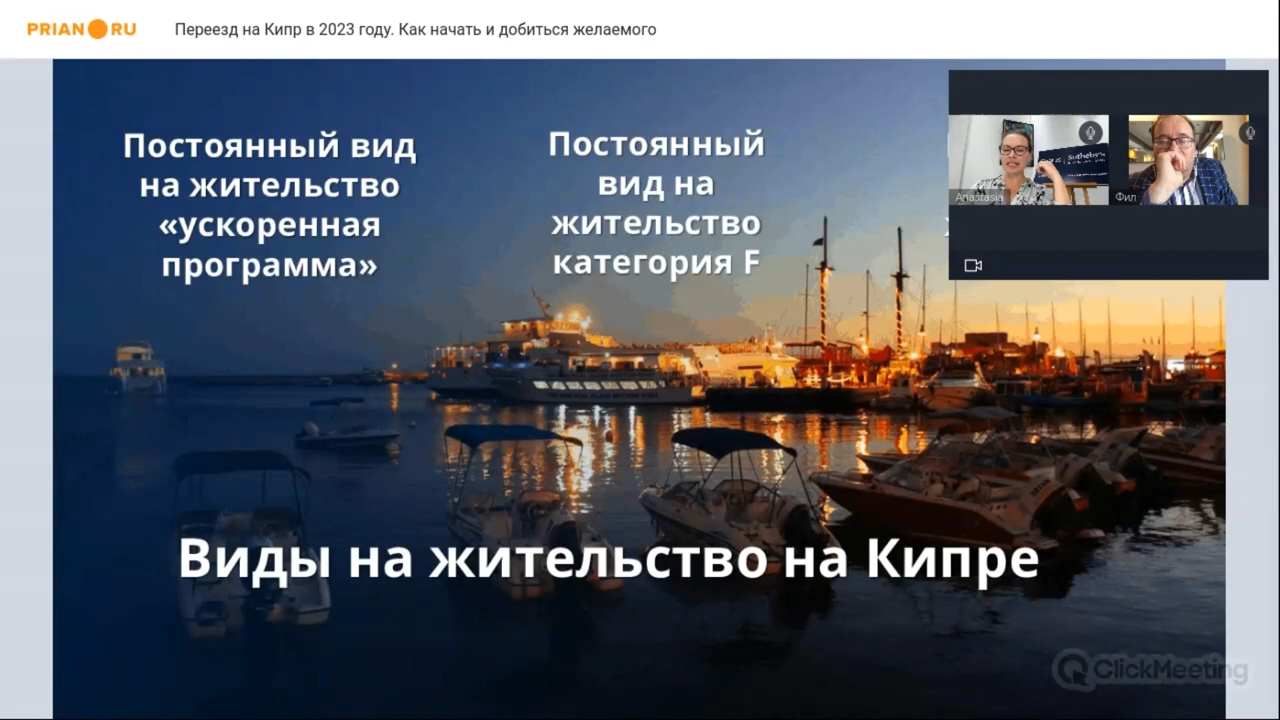 PRIAN RU
Переезд на Кипр в 2023 году. Как начать и добиться желаемого
Постоянный вид
на жительство
«ускоренная
программа»
Постоянный
вид на
жительство
категория F
Sotheby's
Anastasia
Фил
Виды на жительство на Кипре
ClickMeeting